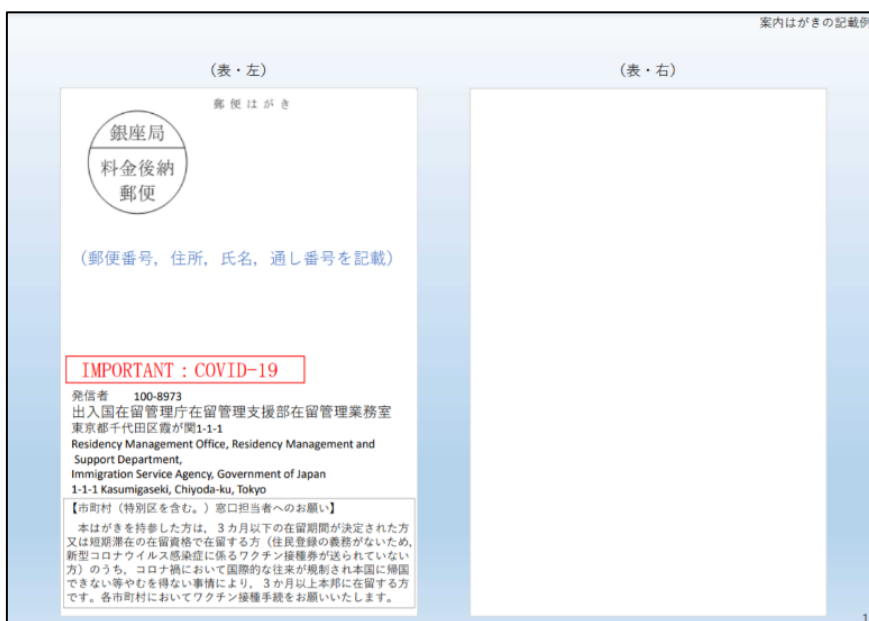 案内はがきの記載例
（表・左）
（表・右）
郵便はがき
銀座局
料金後納
郵便
（郵便番号，住所，氏名，通し番号を記載）
IMPORTANT：COVID-19
発信者 100-8973
出入国在留管理庁在留管理支援部在留管理業務室
東京都千代田区霞が関1-1-1
Residency Management Office, Residency Management and
Support Department,
Immigration Service Agency, Government of Japan
1-1-1 Kasumigaseki, Chiyoda-ku, Tokyo
【市町村（特別区を含む。）窓口担当者へのお願い】
本はがきを持参した方は，３カ月以下の在留期間が決定された方
又は短期滞在の在留資格で在留する方（住民登録の義務がないため，
新型コロナウイルス感染症に係るワクチン接種券が送られていない
方）のうち、コロナ禍において国際的な往来が規制され本国に帰国
できない等やむを得ない事情により，３か月以上本邦に在留する方
です。各市町村においてワクチン接種手続をお願いいたします。
1